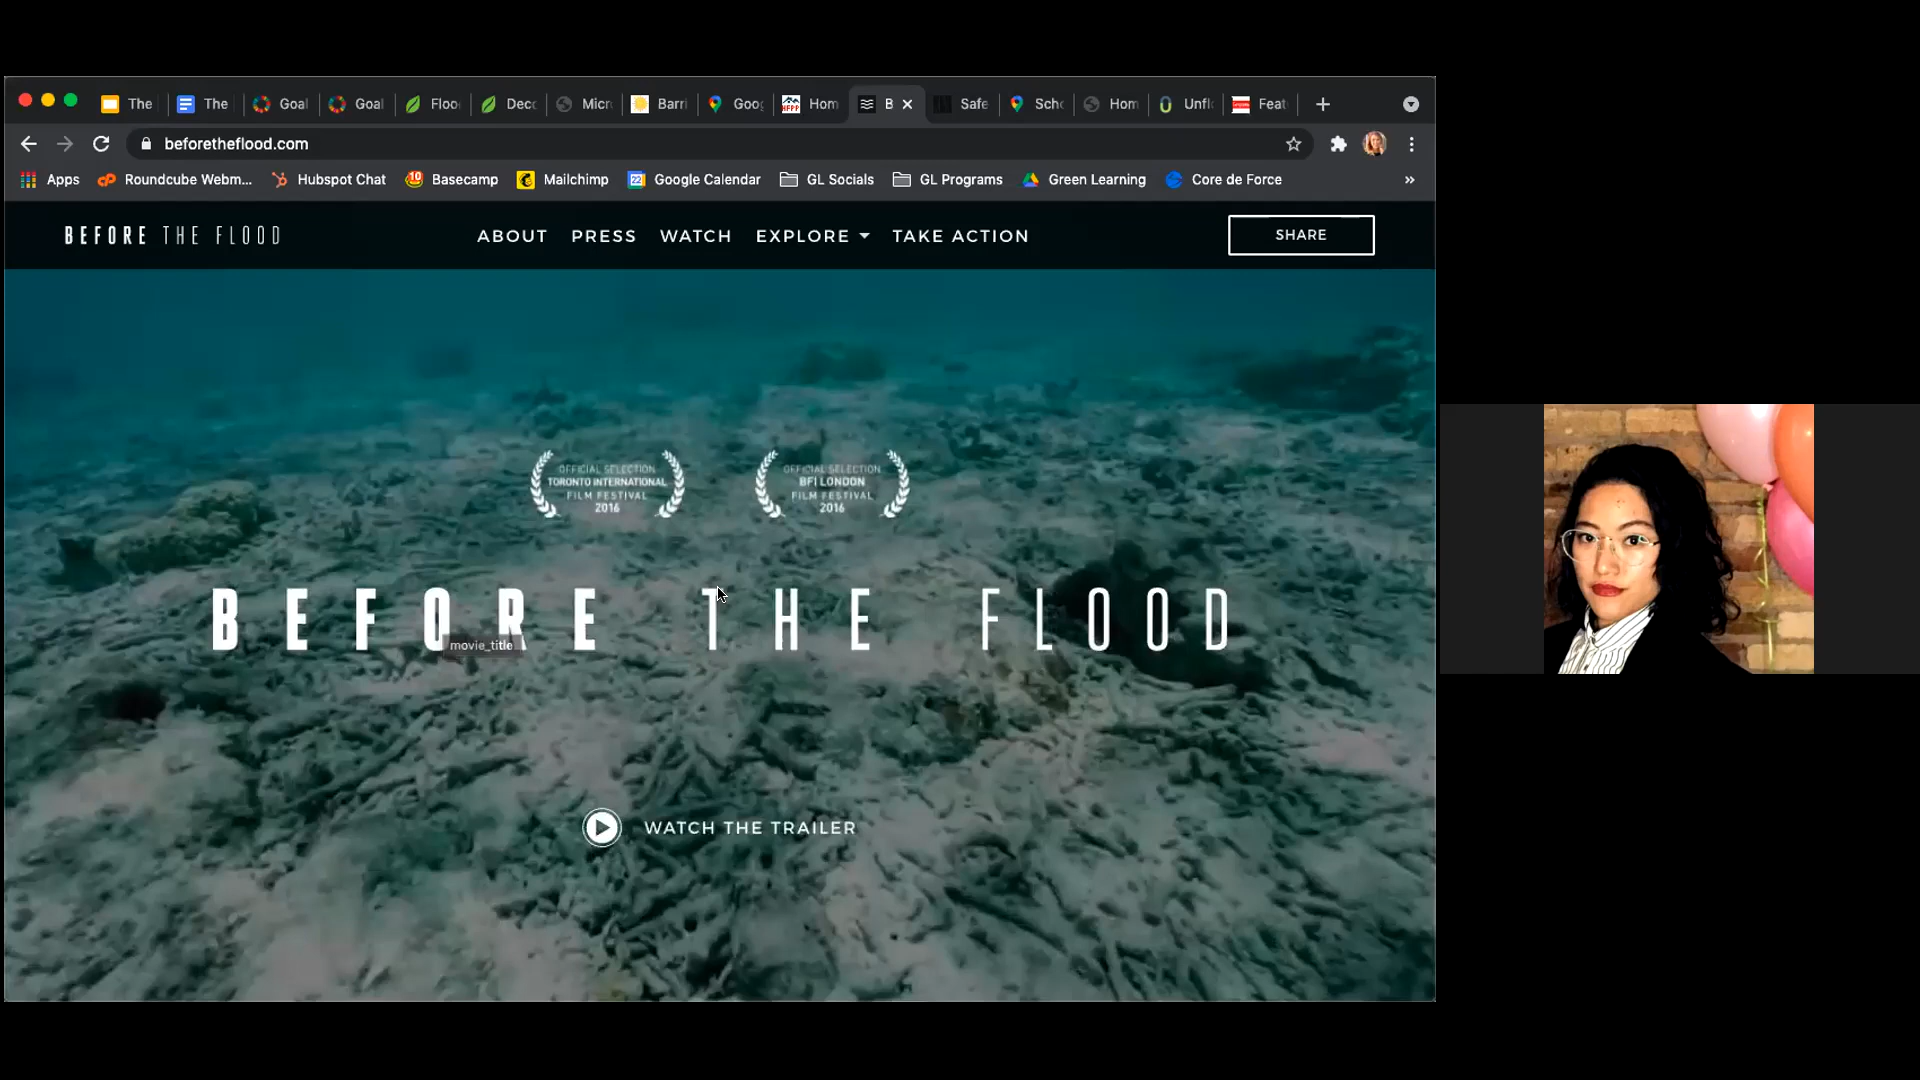 The The Goal Goal Floo Deco Micr Barri Goog Hom B Safe Scho Hom Unfl Feat
beforetheflood.com
Apps Roundcube Webm... Hubspot Chat 10 Basecamp Mailchimp 22 Google Calendar GL Socials GL Programs Green Learning Core de Force »
BEFORE THE FLOOD ABOUT PRESS WATCH EXPLORE TAKE ACTION SHARE
OFFICIAL SELECTION
TORONTO INTERNATIONAL
FILM FESTIVAL
2016
OFFICIAL SELECTION
BFI LONDON
FILM FESTIVAL
2016
BEFORE THE FLOOD
movie_title
WATCH THE TRAILER